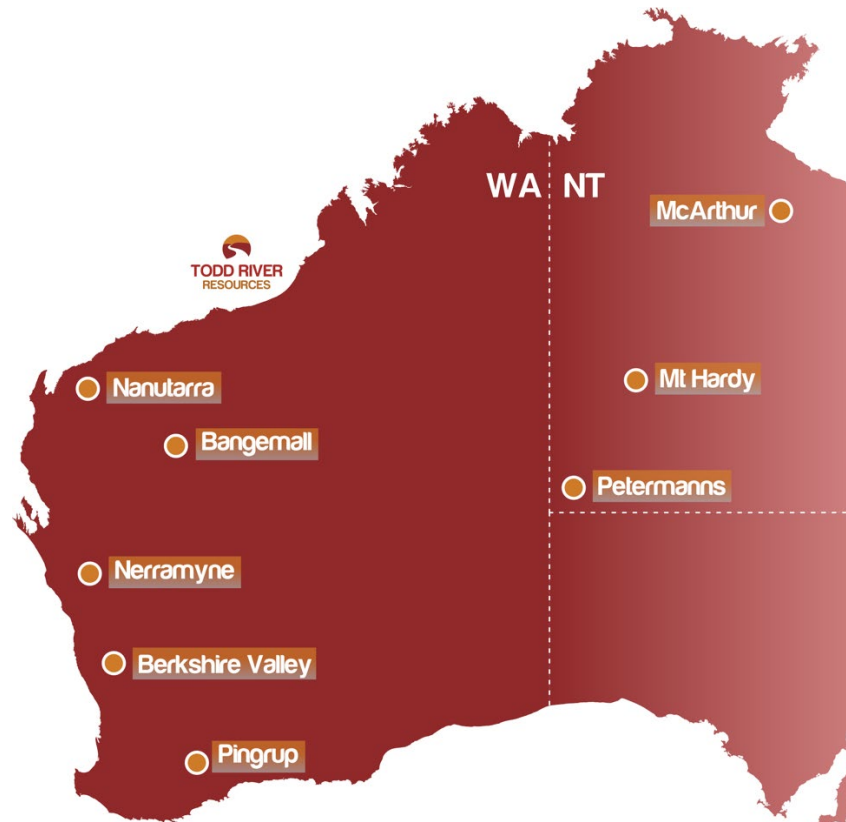 WA NT
McArthur
TODD RIVER
RESOURCES
Nanutarra
Mt Hardy
Bangemall
Petermanns
Nerramyne
Berkshire Valley
Pingrup